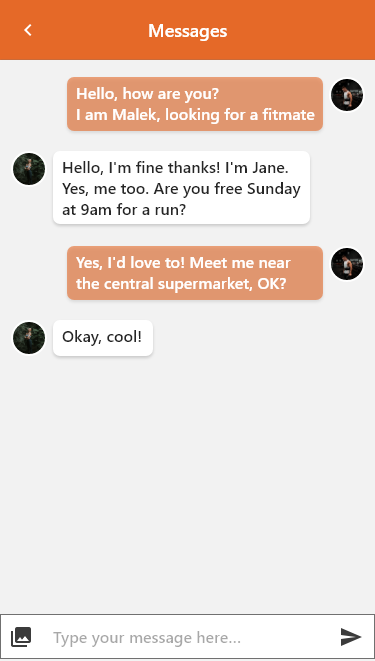 Messages
Hello, how are you?
I am Malek, looking for a fitmate
Hello, I'm fine thanks! I'm Jane.
Yes, me too. Are you free Sunday
at 9am for a run?
Yes, I'd love to! Meet me near
the central supermarket, OK?
Okay, cool!
Type your message here...